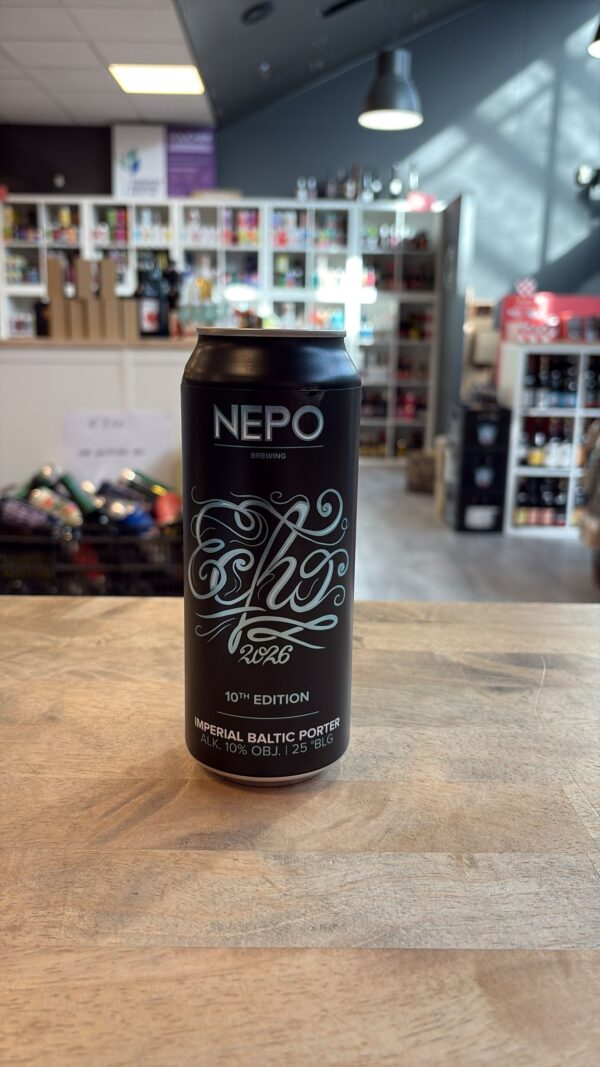 NEPO
BREWING
Echo
2026
10TH EDITION
IMPERIAL BALTIC PORTER
ALK. 10% OBJ. | 25 °BLG